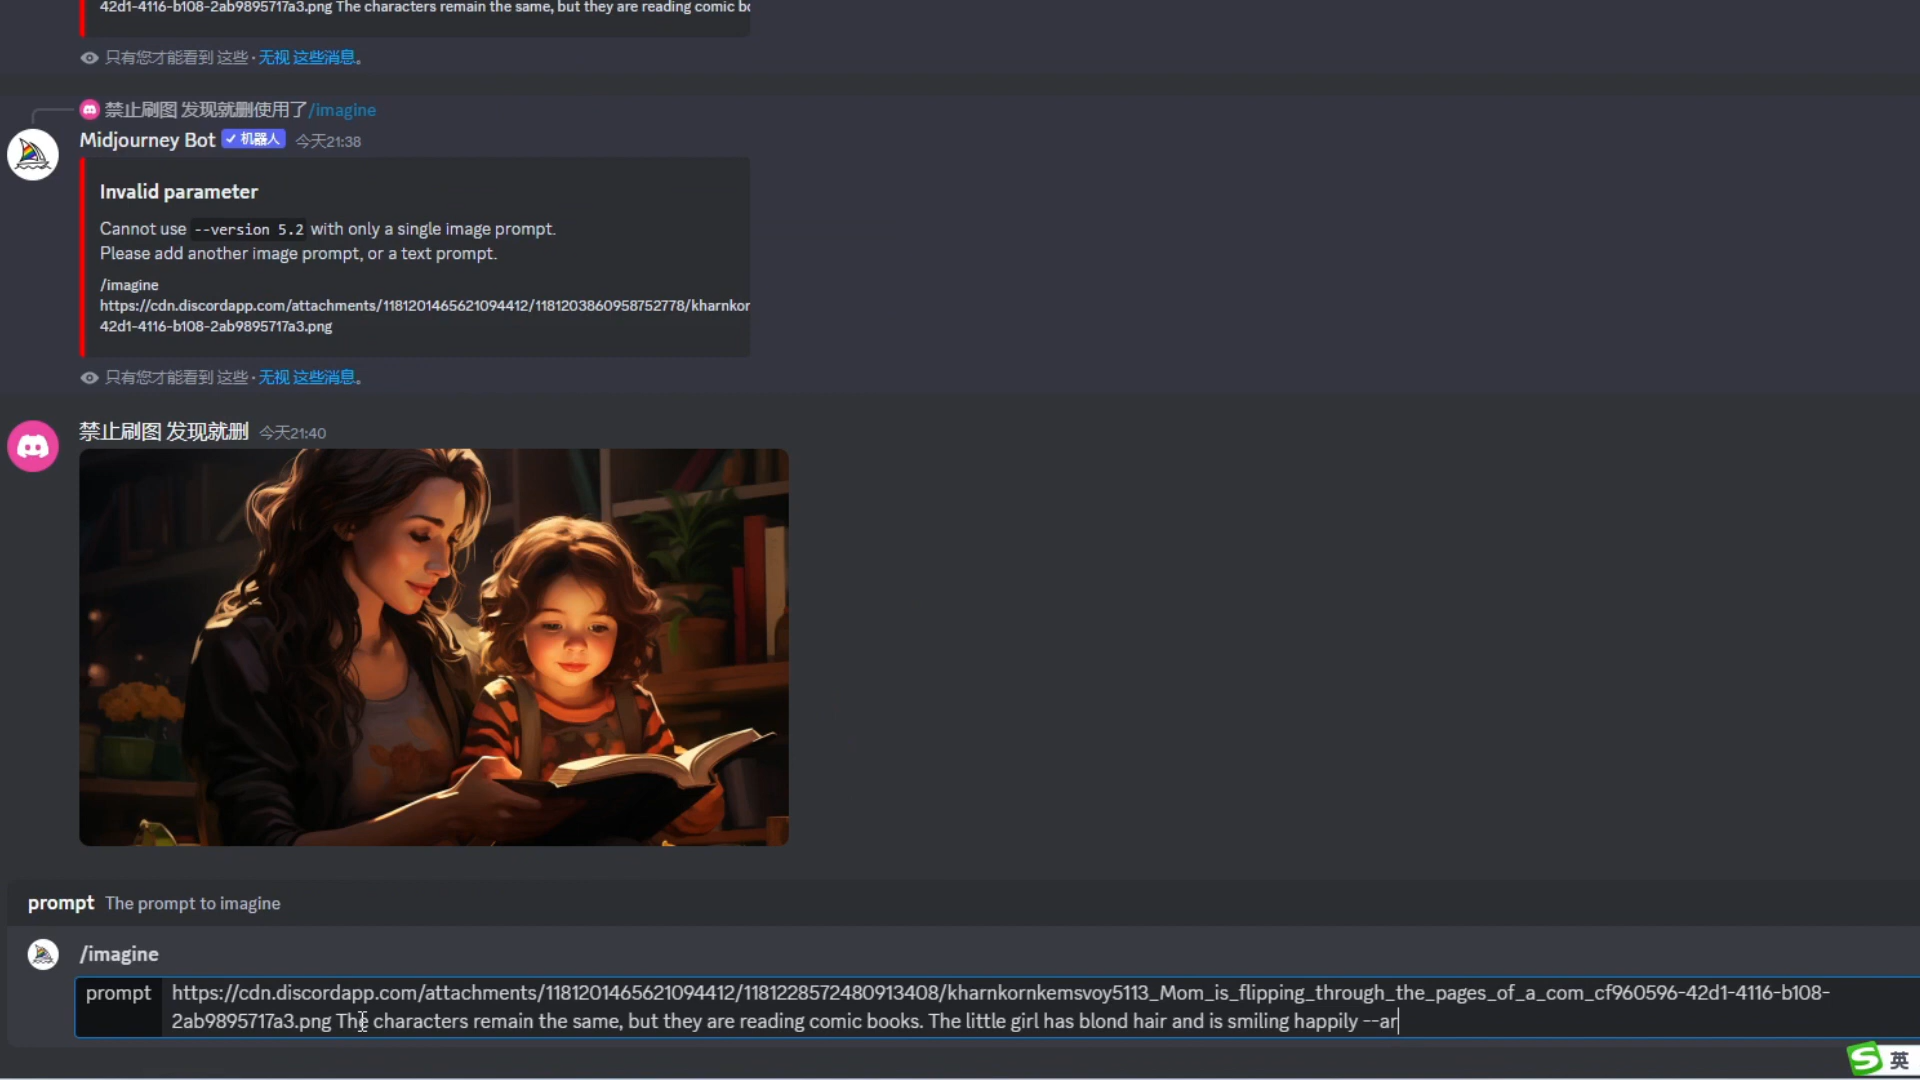 42d1-4116-b108-2ab9895717a3.png The characters remain the same, but they are reading comic bo
只有您才能看到 这些 · 无视 这些消息。
禁止刷图 发现就删使用了/imagine
Midjourney Bot ✓ 机器人 今天21:38
Invalid parameter
Cannot use --version 5.2 with only a single image prompt.
Please add another image prompt, or a text prompt.
/imagine
https://cdn.discordapp.com/attachments/1181201465621094412/1181203860958752778/kharnkor
42d1-4116-b108-2ab9895717a3.png
只有您才能看到 这些 · 无视 这些消息。
禁止刷图 发现就删 今天21:40
prompt The prompt to imagine
/imagine
prompt https://cdn.discordapp.com/attachments/1181201465621094412/1181228572480913408/kharnkornkemsvoy5113_Mom_is_flipping_through_the_pages_of_a_com_cf960596-42d1-4116-b108-
2ab9895717a3.png The characters remain the same, but they are reading comic books. The little girl has blond hair and is smiling happily --ar
S 英